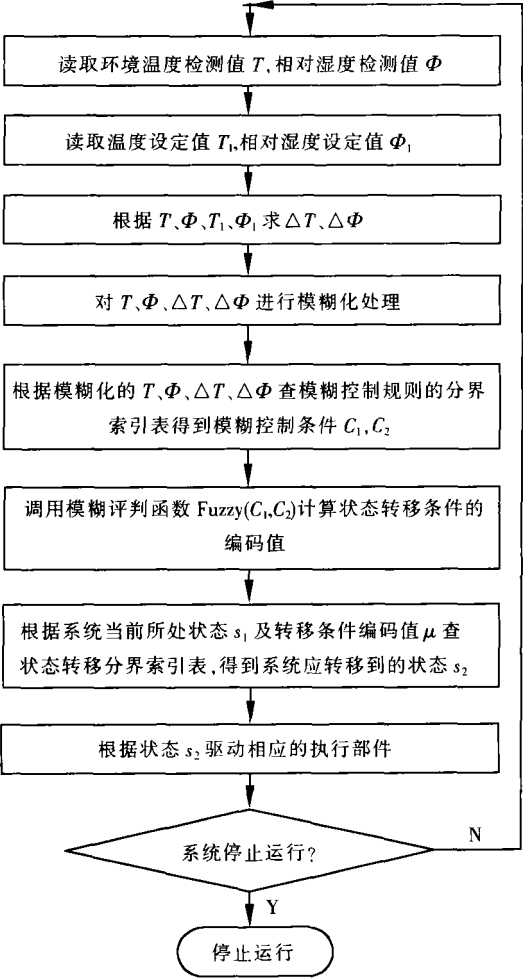 读取环境温度检测值 T,相对湿度检测值 Φ
读取温度设定值 T₁,相对湿度设定值 Φ₁
根据 T、Φ、T₁、Φ₁ 求△T、△Φ
对 T、Φ、△T、△Φ 进行模糊化处理
根据模糊化的 T、Φ、△T、△Φ 查模糊控制规则的分界
索引表得到模糊控制条件 C₁,C₂
调用模糊评判函数 Fuzzy(C₁,C₂)计算状态转移条件的
编码值
根据系统当前所处状态 s₁ 及转移条件编码值 μ 查
状态转移分界索引表,得到系统应转移到的状态 s₂
根据状态 s₂ 驱动相应的执行部件
系统停止运行?
N
Y
停止运行